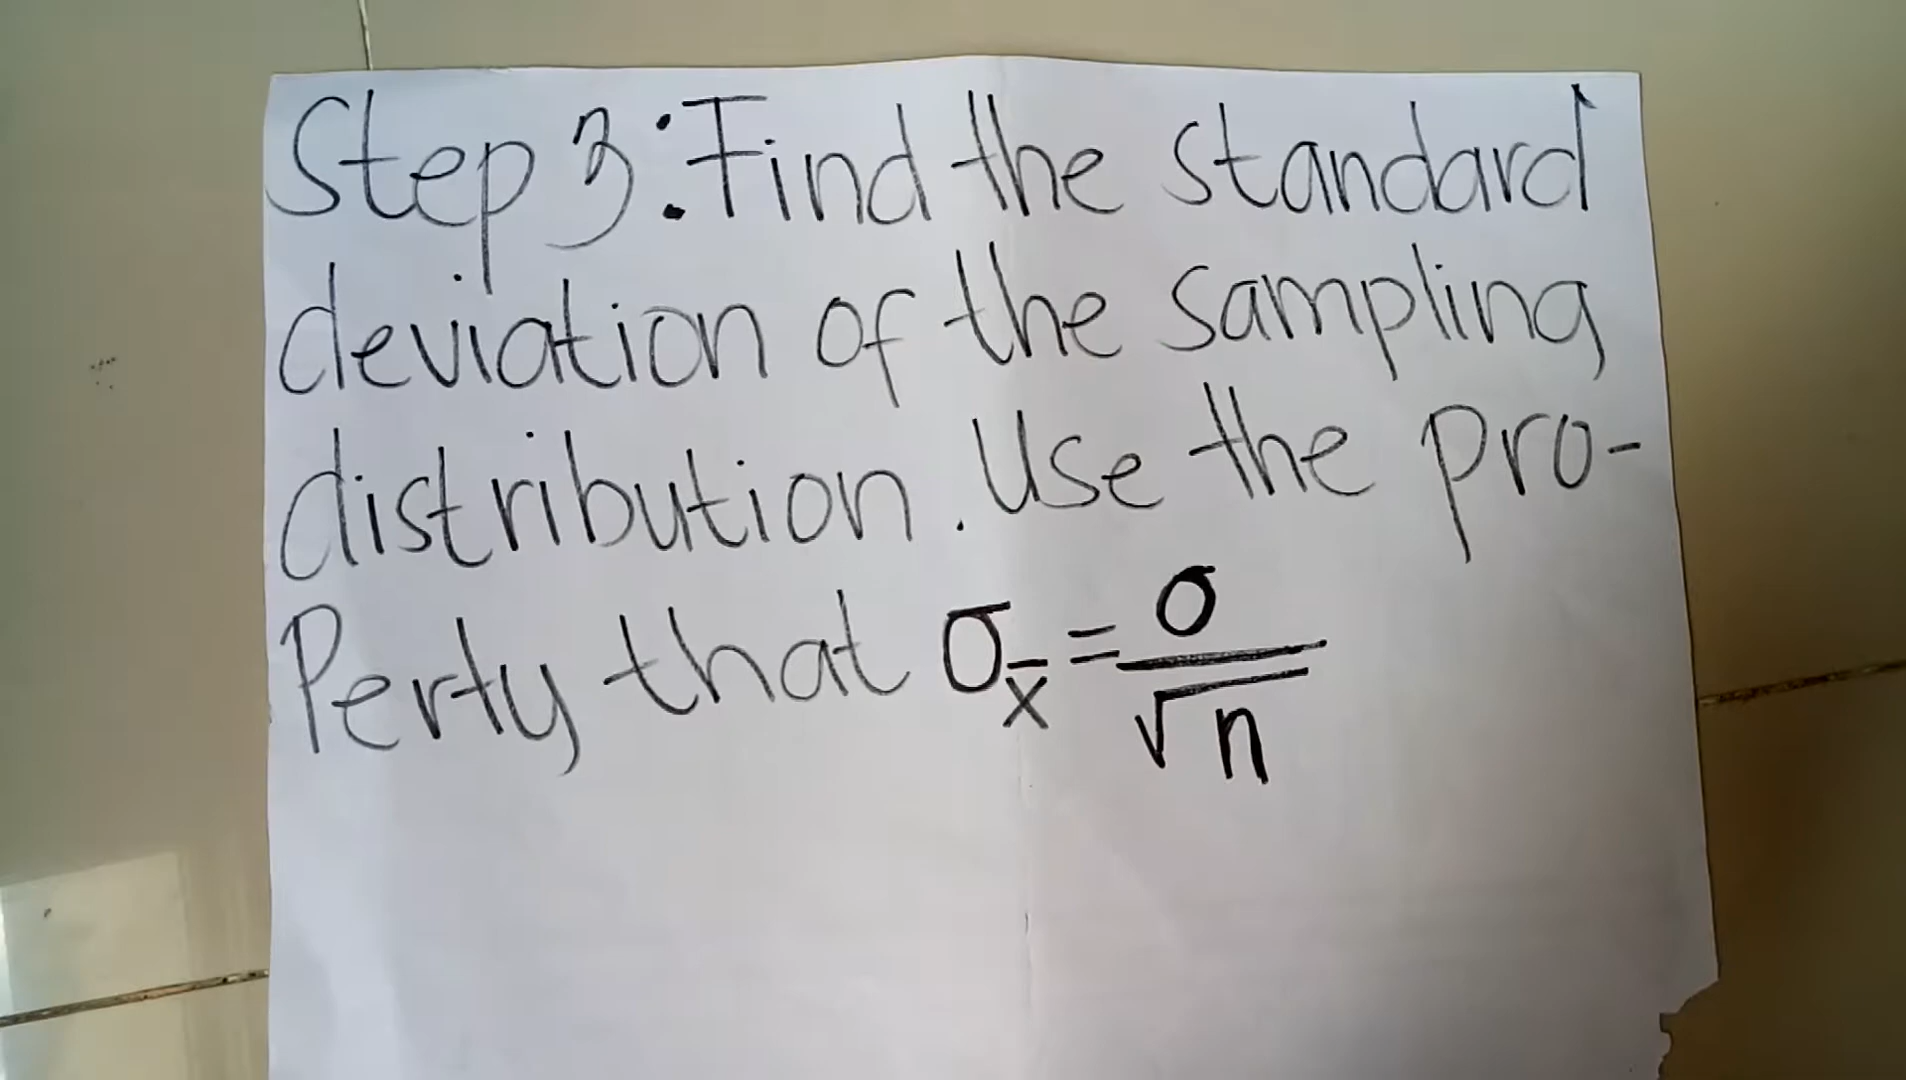 Step 3: Find the standard
deviation of the sampling
distribution. Use the pro-
Perty that σx̄ = σ/√n